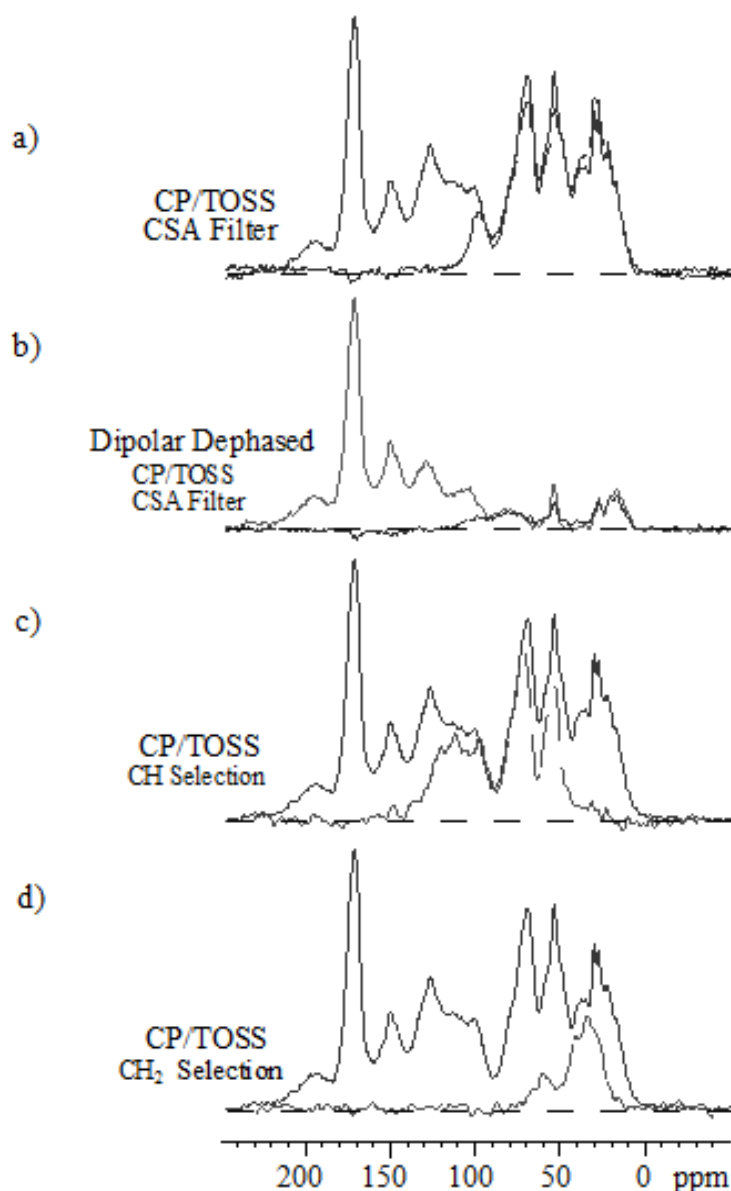 a)
CP/TOSS
CSA Filter
b)
Dipolar Dephased
CP/TOSS
CSA Filter
c)
CP/TOSS
CH Selection
d)
CP/TOSS
CH₂ Selection
200 150 100 50 0 ppm